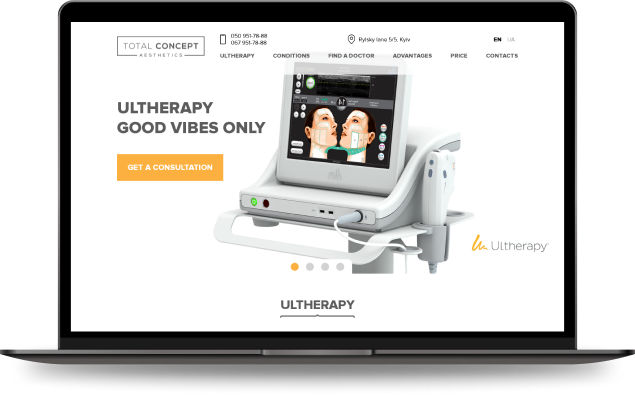 TOTAL CONCEPT
AESTHETICS
050 951-78-88
067 951-78-88
Rylsky lane 5/5, Kyiv
EN UA
ULTHERAPY CONDITIONS FIND A DOCTOR ADVANTAGES PRICE CONTACTS
ULTHERAPY
GOOD VIBES ONLY
GET A CONSULTATION
Ultherapy
ULTHERAPY